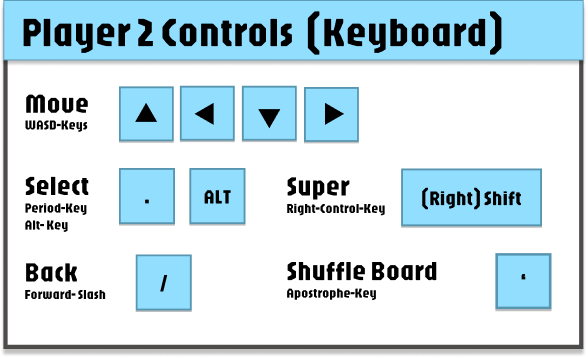 Player 2 Controls (Keyboard)
Move
WASD-Keys
Select
Period-Key
Alt- Key
.
ALT
Super
Right-Control-Key
(Right) Shift
Back
Forward- Slash
/
Shuffle Board
Apostrophe-Key
‘